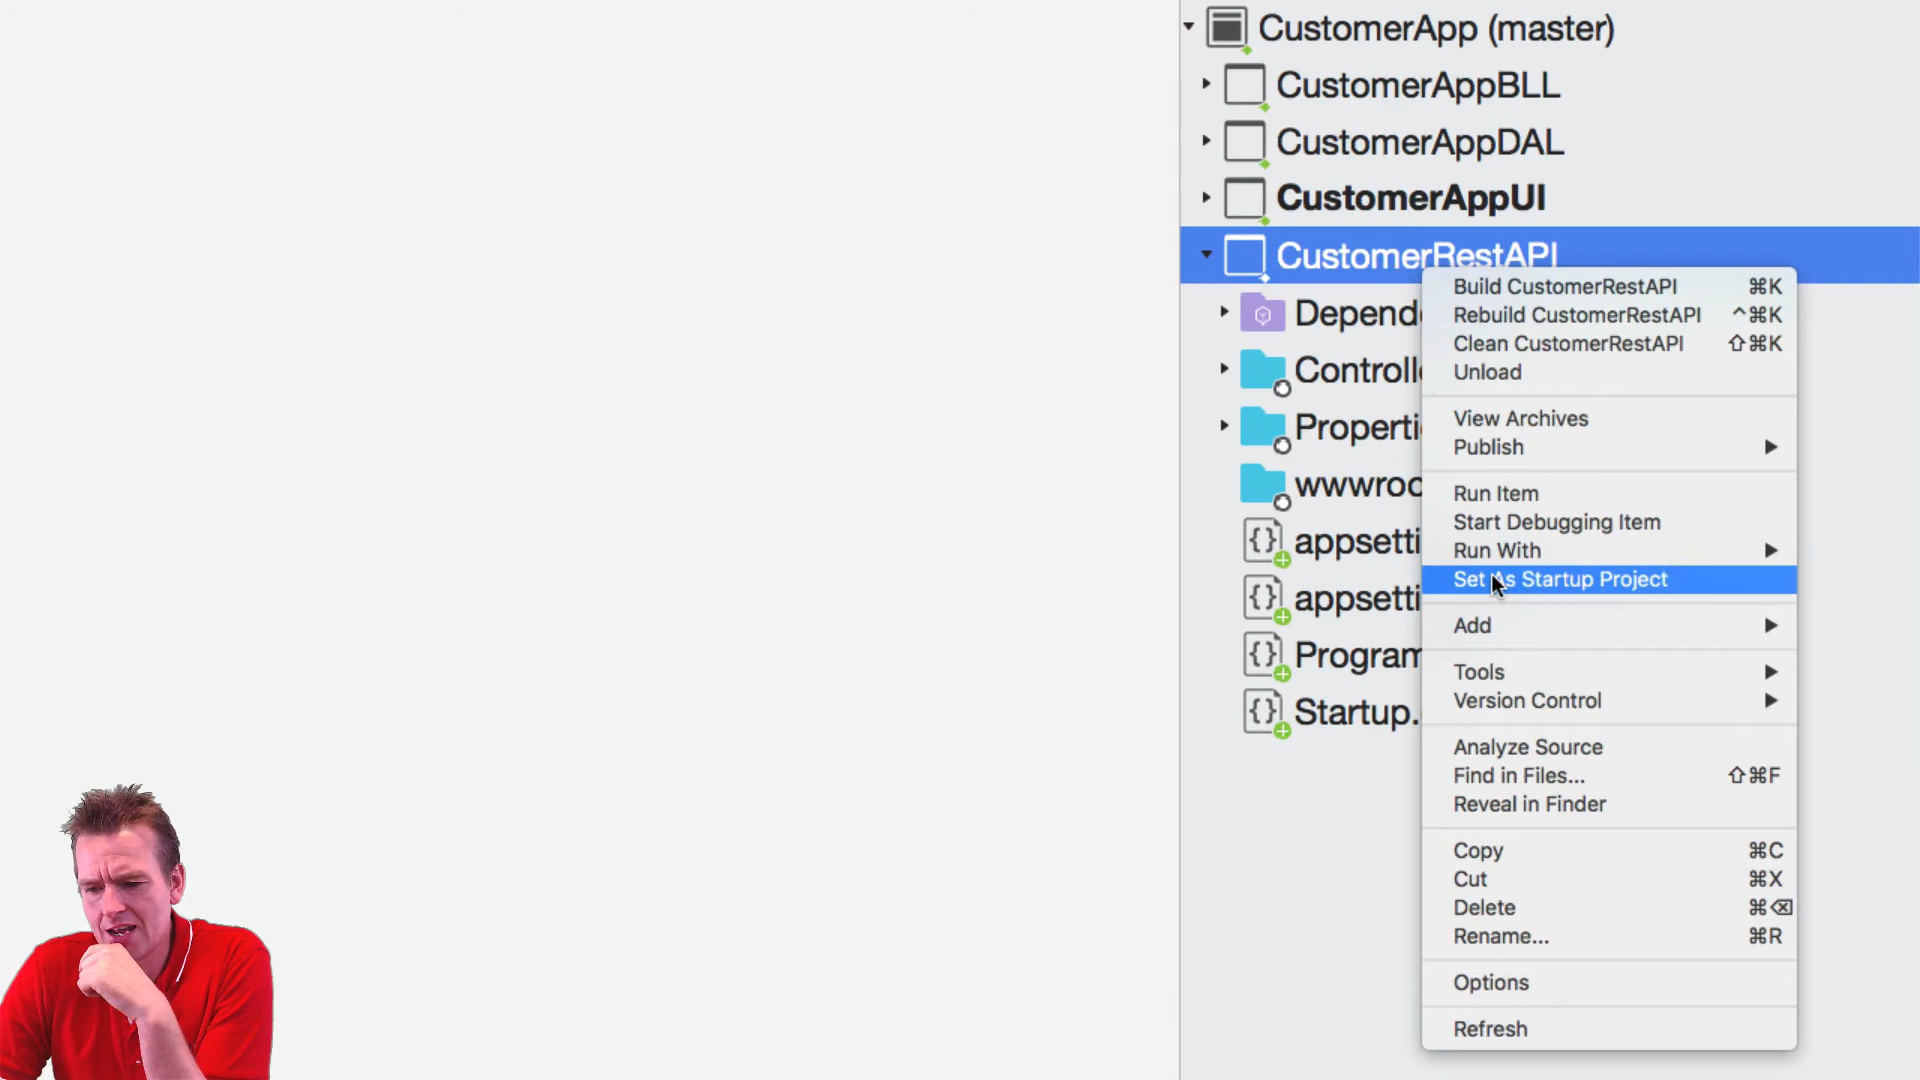 CustomerApp (master)
CustomerAppBLL
CustomerAppDAL
CustomerAppUI
CustomerRestAPI
Depend
Controll
Properti
wwwroo
appsetti
appsetti
Program
Startup.
Build CustomerRestAPI ⌘K
Rebuild CustomerRestAPI ^⌘K
Clean CustomerRestAPI ⇧⌘K
Unload
View Archives
Publish
Run Item
Start Debugging Item
Run With
Set As Startup Project
Add
Tools
Version Control
Analyze Source
Find in Files... ⇧⌘F
Reveal in Finder
Copy ⌘C
Cut ⌘X
Delete ⌘⌫
Rename... ⌘R
Options
Refresh